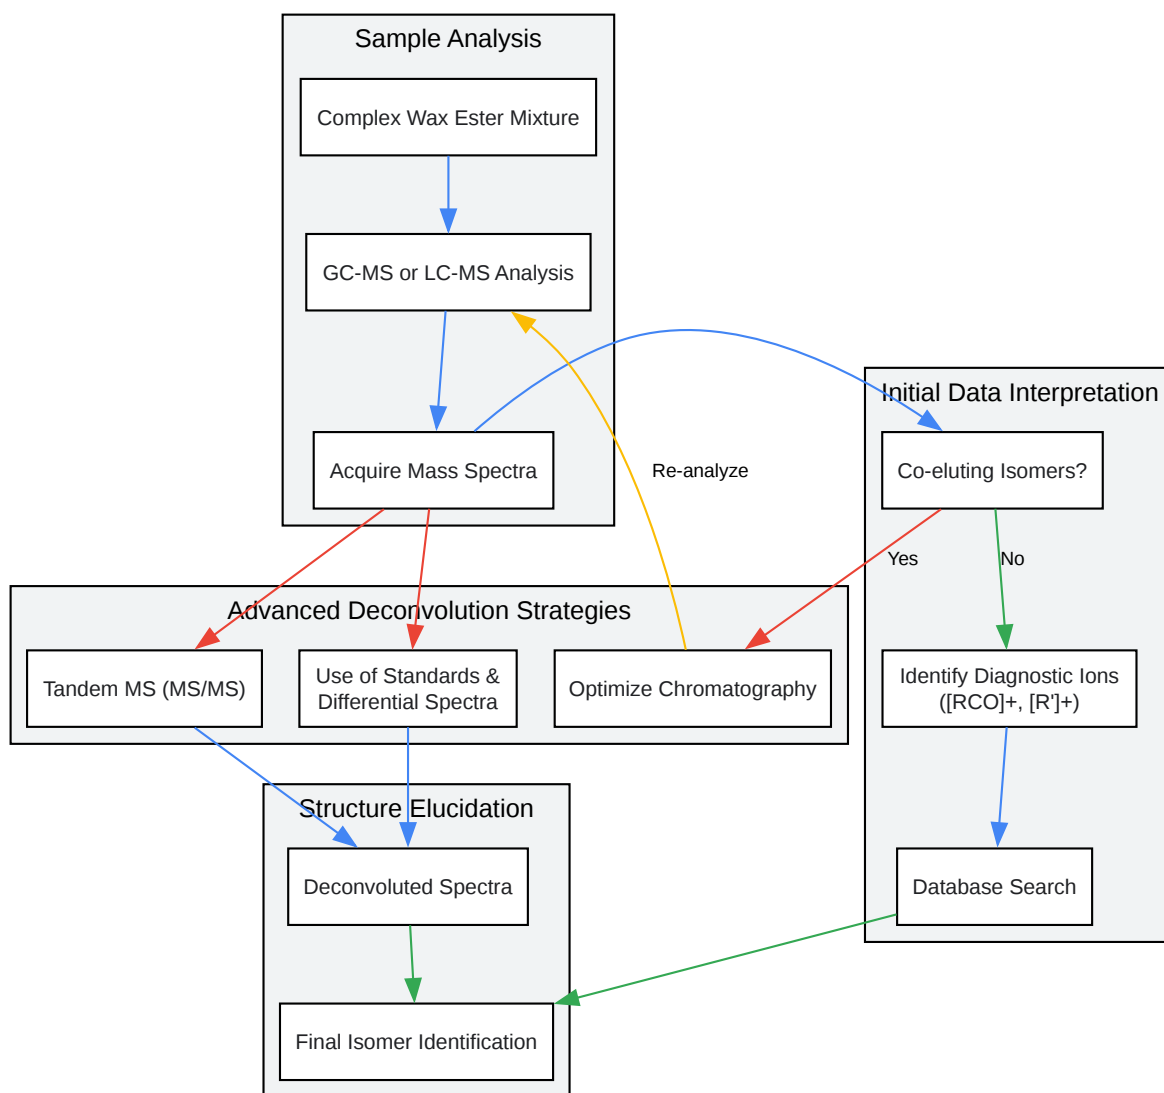 Sample Analysis
Complex Wax Ester Mixture
GC-MS or LC-MS Analysis
Acquire Mass Spectra
Re-analyze
Initial Data Interpretation
Co-eluting Isomers?
Yes
No
Advanced Deconvolution Strategies
Tandem MS (MS/MS)
Use of Standards &
Differential Spectra
Optimize Chromatography
Identify Diagnostic Ions
([RCO]+, [R']+)
Structure Elucidation
Deconvoluted Spectra
Database Search
Final Isomer Identification